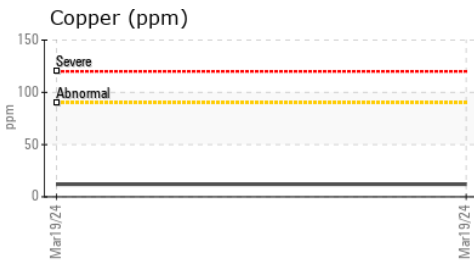 Copper (ppm)
150
Severe
100
Abnormal
ppm
50
0
Mar19/24
Mar19/24